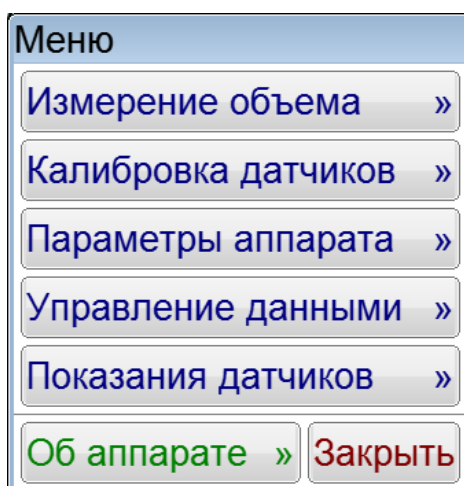 Меню
Измерение объема »
Калибровка датчиков »
Параметры аппарата »
Управление данными »
Показания датчиков »
Об аппарате » Закрыть